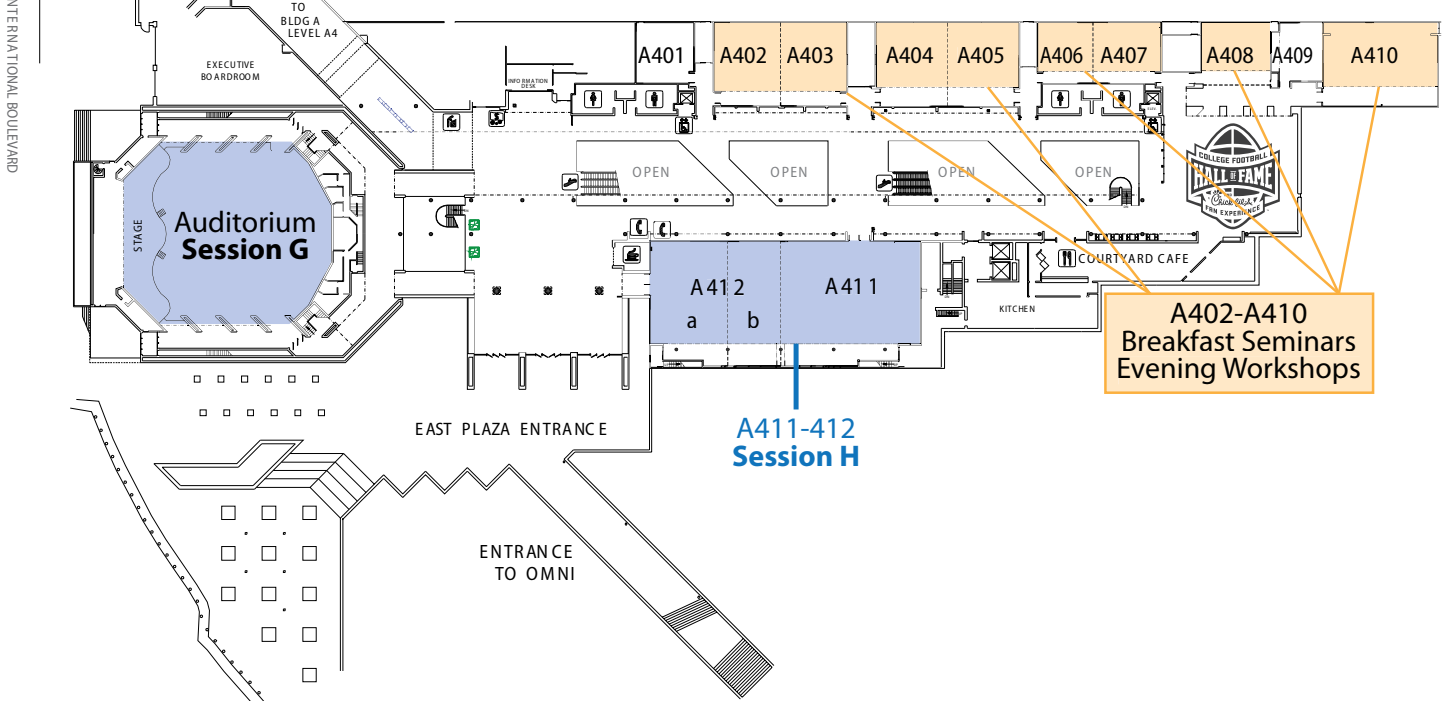 INTERNATIONAL BOULEVARD
TO
BLDG A
LEVEL A4
EXECUTIVE
BOARDROOM
INFORMATION
DESK
A401
A402
A403
A404
A405
A406
A407
A408
A409
A410
OPEN
OPEN
OPEN
OPEN
COLLEGE FOOTBALL
HALL OF FAME
Chick-fil-A
FAN EXPERIENCE
STAGE
Auditorium
Session G
A412
a
b
A411
COURTYARD CAFE
KITCHEN
A402-A410
Breakfast Seminars
Evening Workshops
A411-412
Session H
EAST PLAZA ENTRANCE
ENTRANCE
TO OMNI